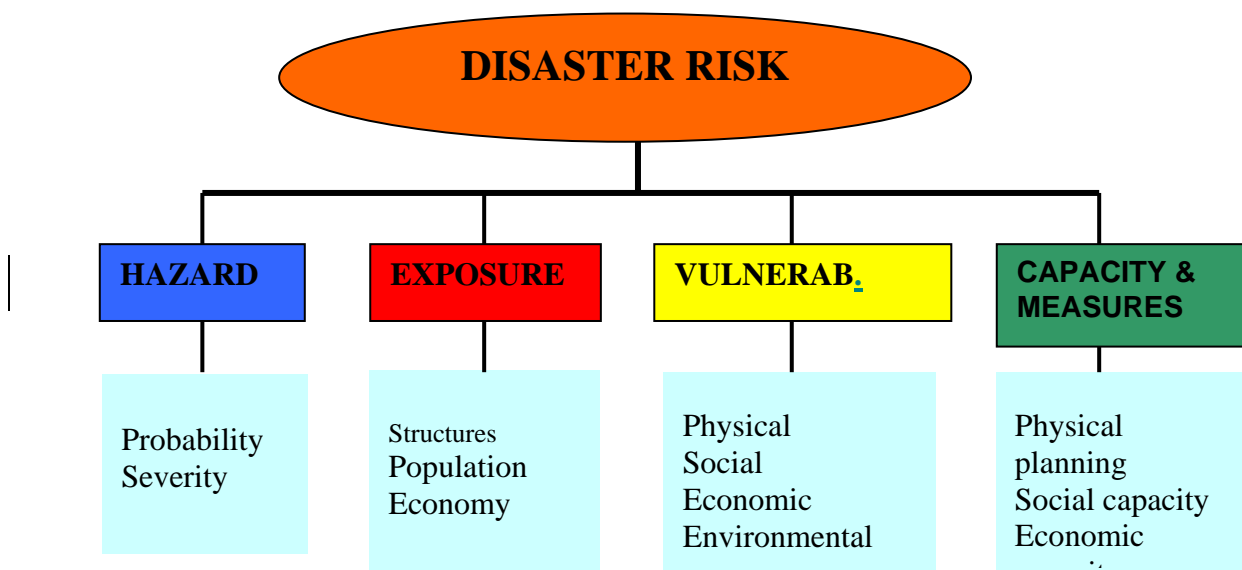 DISASTER RISK
HAZARD
EXPOSURE
VULNERAB.
CAPACITY &
MEASURES
Probability
Severity
Structures
Population
Economy
Physical
Social
Economic
Environmental
Physical
planning
Social capacity
Economic